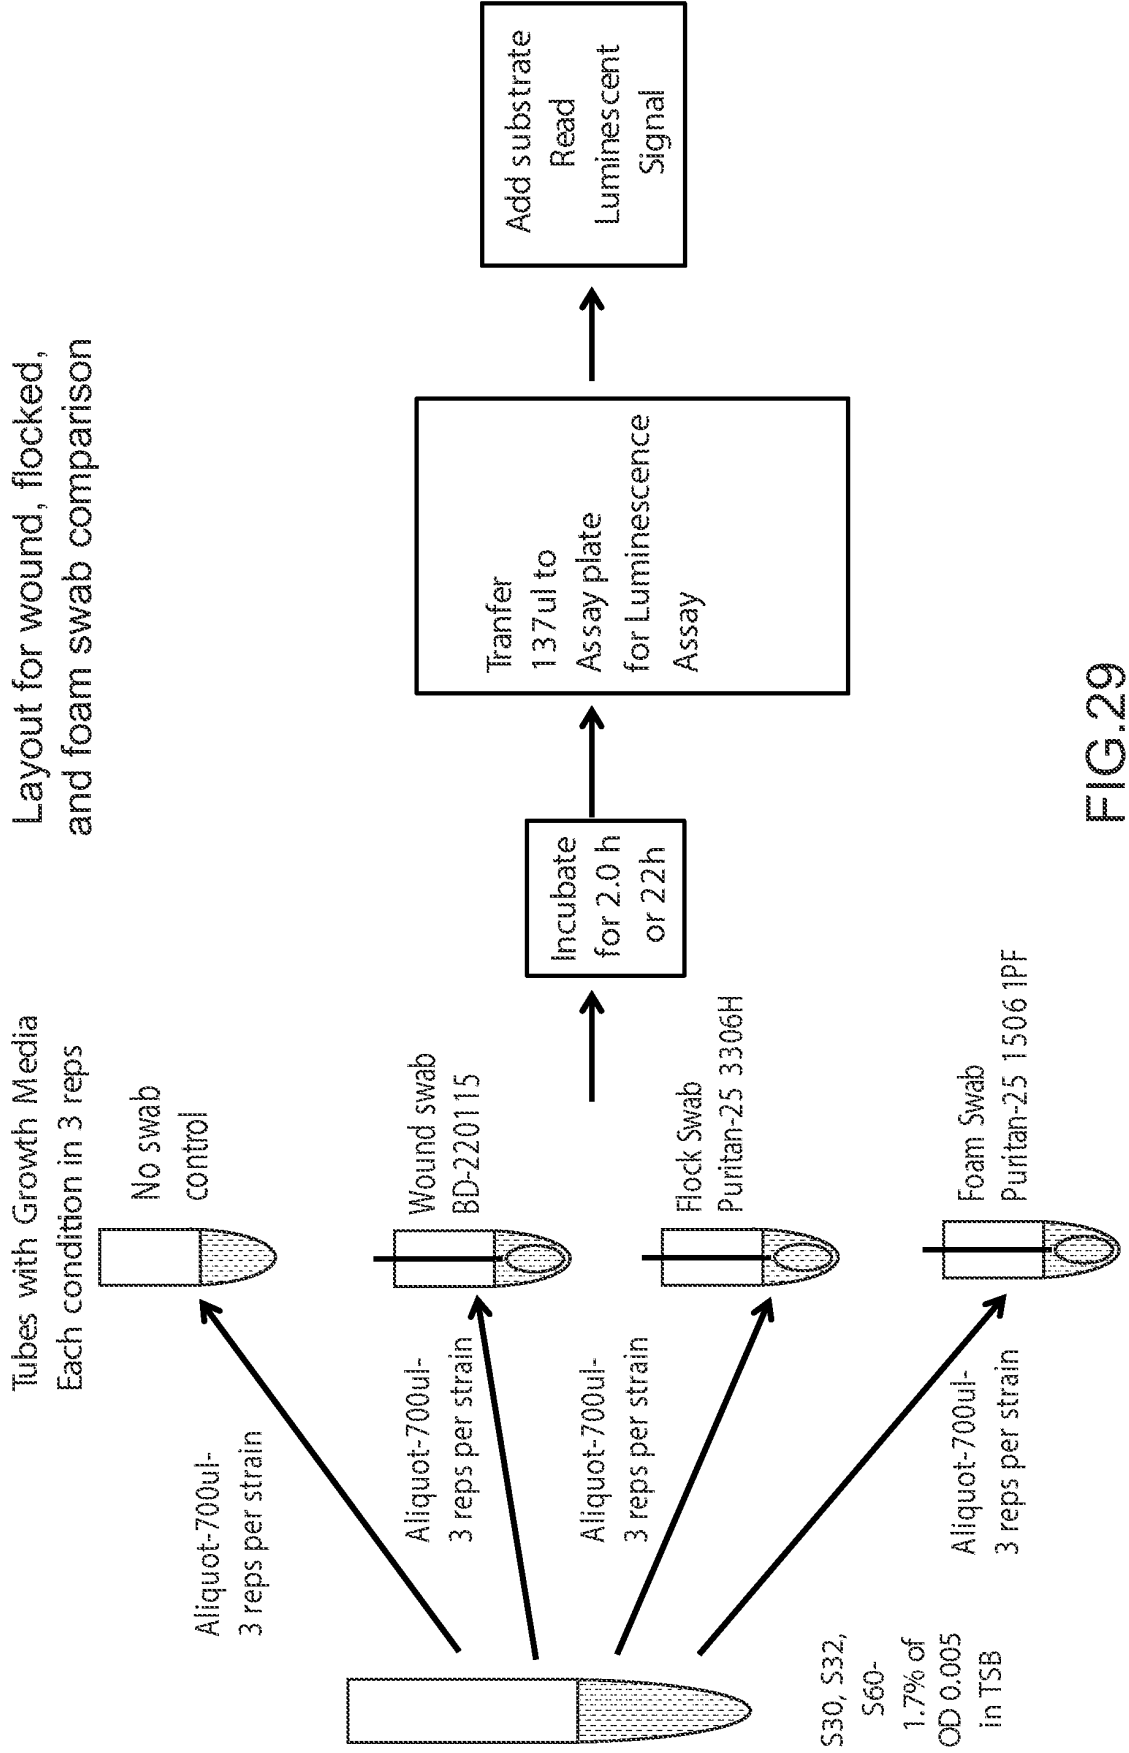 Layout for wound, flocked,
and foam swab comparison
Tubes with Growth Media
Each condition in 3 reps
S30, S32,
S60-
1.7% of
OD 0.005
in TSB
Aliquot-700ul-
3 reps per strain
Aliquot-700ul-
3 reps per strain
Aliquot-700ul-
3 reps per strain
Aliquot-700ul-
3 reps per strain
No swab
control
Wound swab
BD-220115
Flock Swab
Puritan-25 3306H
Foam Swab
Puritan-25 1506 1PF
Incubate
for 2.0 h
or 22h
Tranfer
137ul to
Assay plate
for Luminescence
Assay
Add substrate
Read
Luminescent
Signal
FIG.29